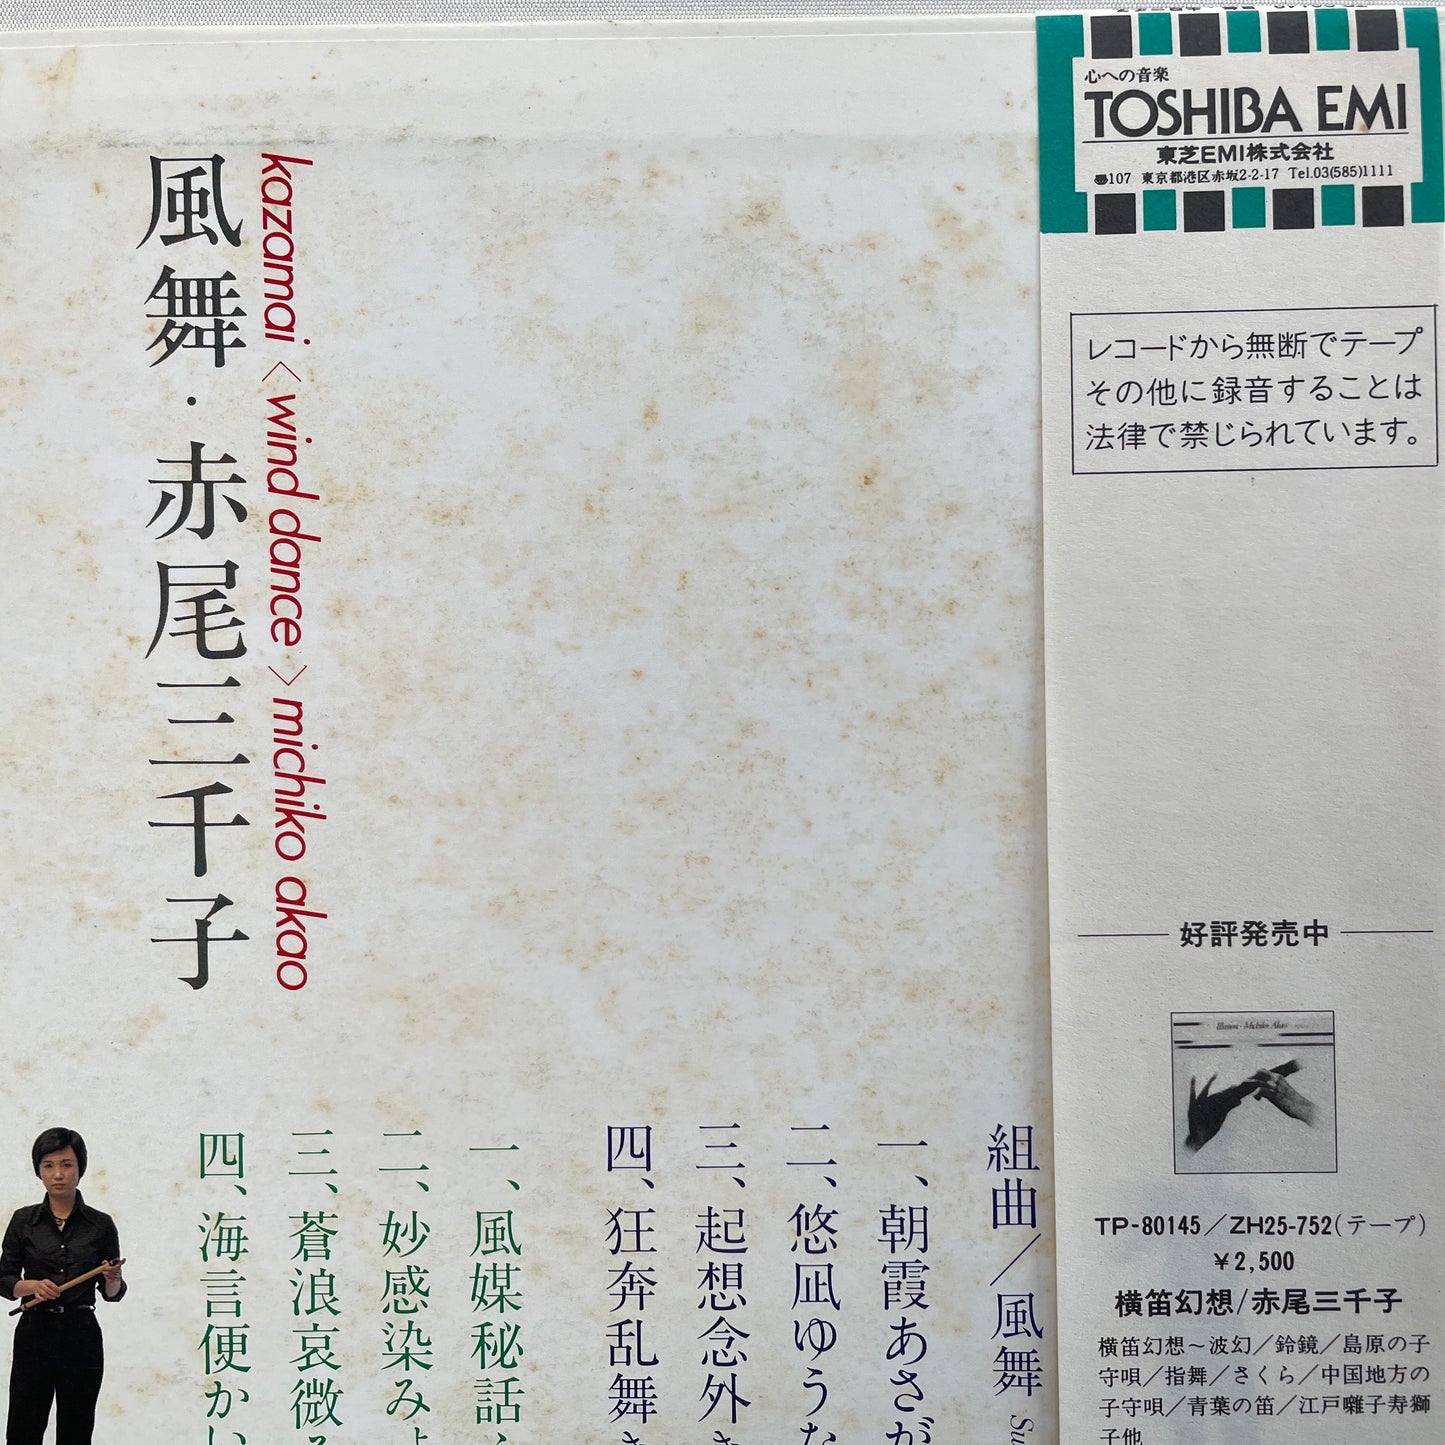 風舞・赤尾三千子
kazamai〈wind dance〉michiko akao
組曲／風舞
一、朝霞あさが
二、悠凪ゆうな
三、起想念外き
四、狂奔乱舞き
一、風媒秘話
二、妙感染み
三、蒼浪哀微
四、海言便かい
心への音楽
TOSHIBA EMI
東芝EMI株式会社
107 東京都港区赤坂2-2-17 Tel.03(585)1111
レコードから無断でテープ
その他に録音することは
法律で禁じられています。
好評発売中
Illusion・Michiko Akao
TP-80145／ZH25-752(テープ)
¥2,500
横笛幻想/赤尾三千子
横笛幻想～波幻／鈴鏡／島原の子
守唄／指舞／さくら／中国地方の
子守唄／青葉の笛／江戸囃子寿獅
子他